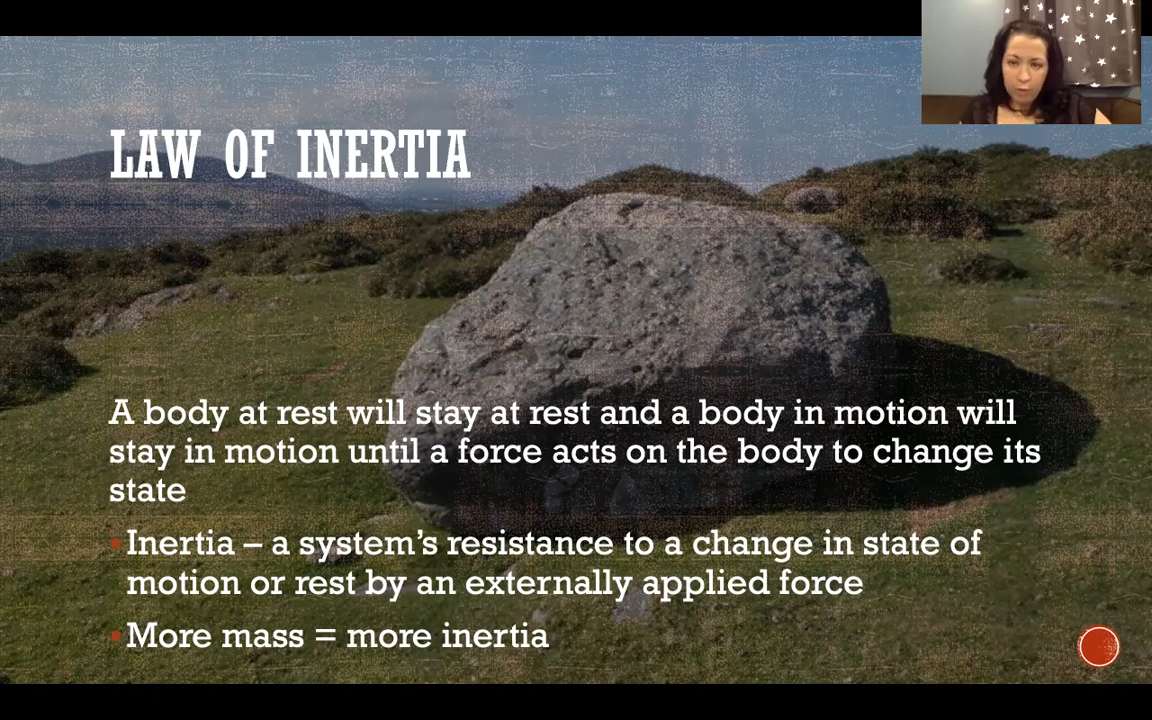 LAW OF INERTIA
A body at rest will stay at rest and a body in motion will
stay in motion until a force acts on the body to change its
state
Inertia – a system’s resistance to a change in state of
motion or rest by an externally applied force
More mass = more inertia